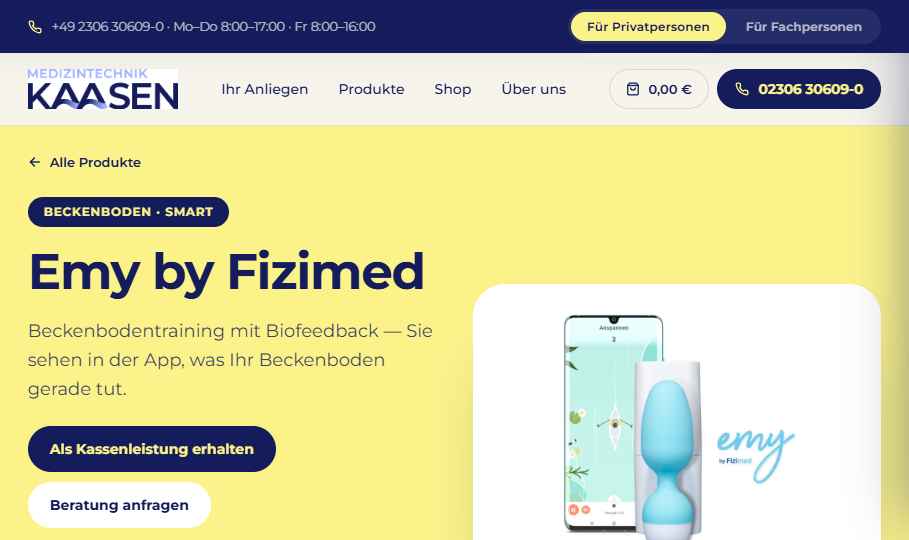 +49 2306 30609-0 · Mo–Do 8:00–17:00 · Fr 8:00–16:00
Für Privatpersonen
Für Fachpersonen
MEDIZINTECHNIK
KAASEN
Ihr Anliegen
Produkte
Shop
Über uns
0,00 €
02306 30609-0
← Alle Produkte
BECKENBODEN · SMART
Emy by Fizimed
Beckenbodentraining mit Biofeedback — Sie
sehen in der App, was Ihr Beckenboden
gerade tut.
Als Kassenleistung erhalten
Beratung anfragen
Anspannen
2
emy
by Fizimed